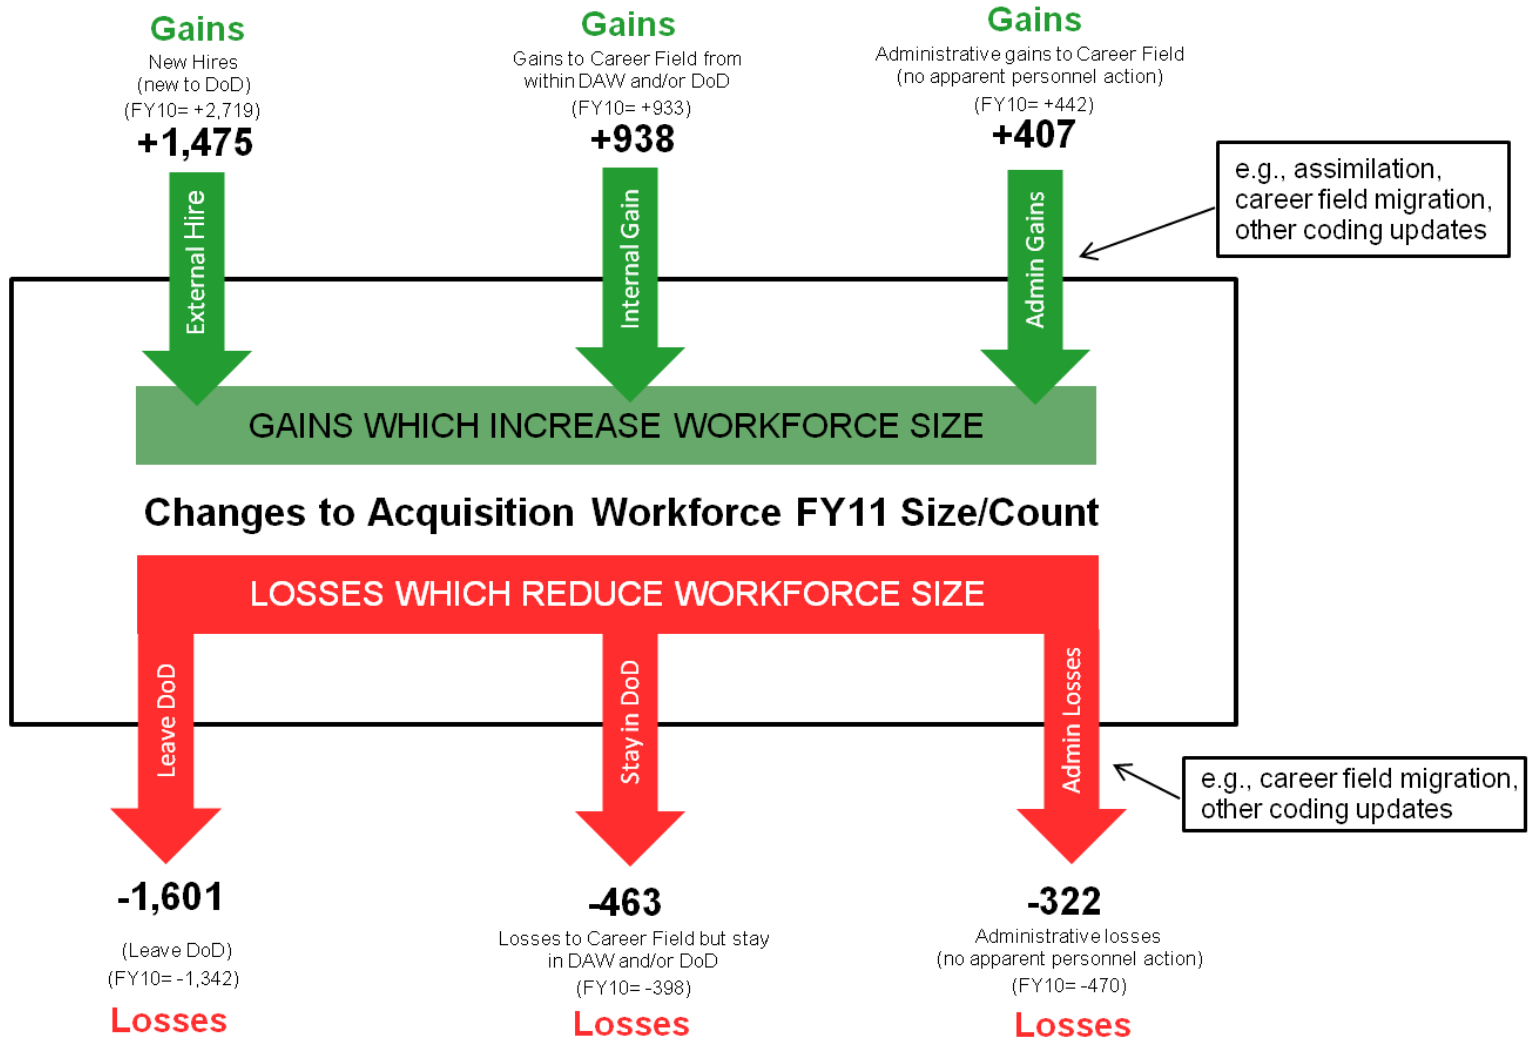 Gains
New Hires
(new to DoD)
(FY10= +2,719)
+1,475
Gains
Gains to Career Field from
within DAW and/or DoD
(FY10= +933)
+938
Gains
Administrative gains to Career Field
(no apparent personnel action)
(FY10= +442)
+407
e.g., assimilation,
career field migration,
other coding updates
External Hire
Internal Gain
Admin Gains
GAINS WHICH INCREASE WORKFORCE SIZE
Changes to Acquisition Workforce FY11 Size/Count
LOSSES WHICH REDUCE WORKFORCE SIZE
Leave DoD
Stay in DoD
Admin Losses
e.g., career field migration,
other coding updates
-1,601
(Leave DoD)
(FY10= -1,342)
Losses
-463
Losses to Career Field but stay
in DAW and/or DoD
(FY10= -398)
Losses
-322
Administrative losses
(no apparent personnel action)
(FY10= -470)
Losses